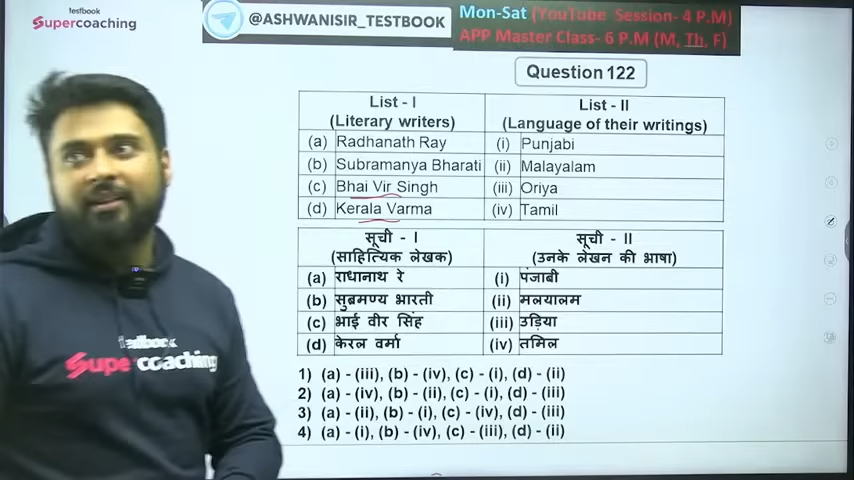 testbook
Supercoaching
@ASHWANISIR_TESTBOOK
Mon-Sat (YouTube Session- 4 P.M)
APP Master Class- 6 P.M (M, Th, F)
Question 122
List - I
(Literary writers)
List - II
(Language of their writings)
(a) Radhanath Ray (i) Punjabi
(b) Subramanya Bharati (ii) Malayalam
(c) Bhai Vir Singh (iii) Oriya
(d) Kerala Varma (iv) Tamil
सूची - I
(साहित्यिक लेखक)
सूची - II
(उनके लेखन की भाषा)
(a) राधानाथ रे (i) पंजाबी
(b) सुब्रमण्य भारती (ii) मलयालम
(c) भाई वीर सिंह (iii) उड़िया
(d) केरल वर्मा (iv) तमिल
1) (a) - (iii), (b) - (iv), (c) - (i), (d) - (ii)
2) (a) - (iv), (b) - (ii), (c) - (i), (d) - (iii)
3) (a) - (ii), (b) - (i), (c) - (iv), (d) - (iii)
4) (a) - (i), (b) - (iv), (c) - (iii), (d) - (ii)
testbook
Supercoaching